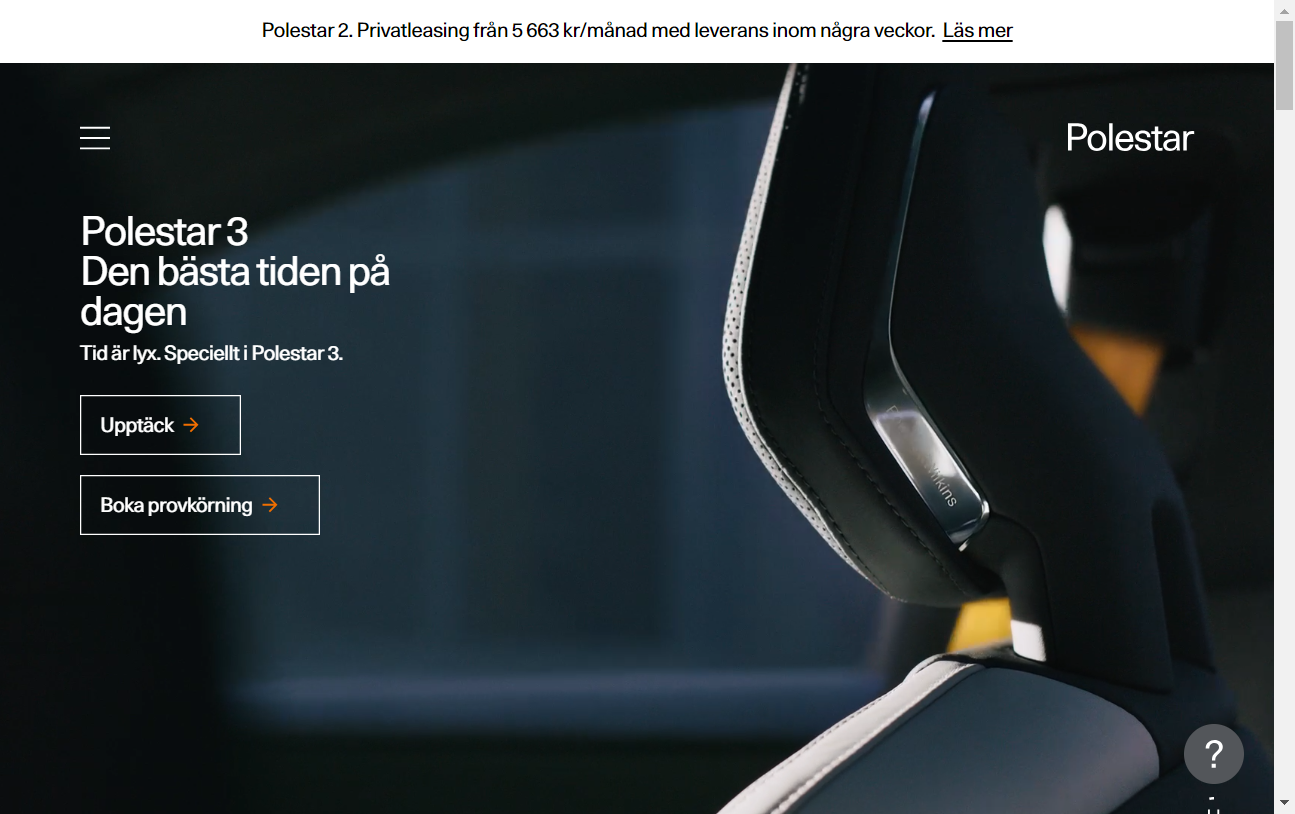 Polestar 2. Privatleasing från 5 663 kr/månad med leverans inom några veckor. Läs mer
Polestar
Polestar 3
Den bästa tiden på
dagen
Tid är lyx. Speciellt i Polestar 3.
Upptäck →
Boka provkörning →
?